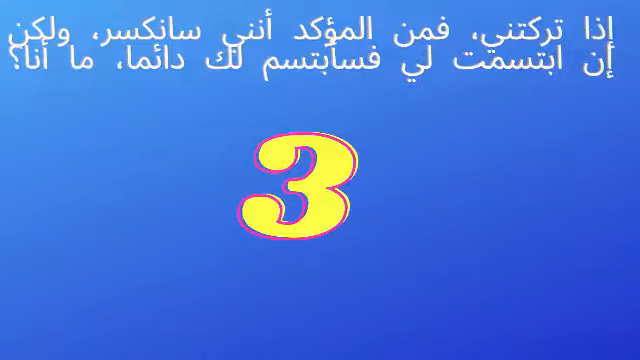 إذا تركتني، فمن المؤكد أنني سانكسر، ولكن
إن ابتسمت لي فسأبتسم لك دائما، ما أنا؟
3